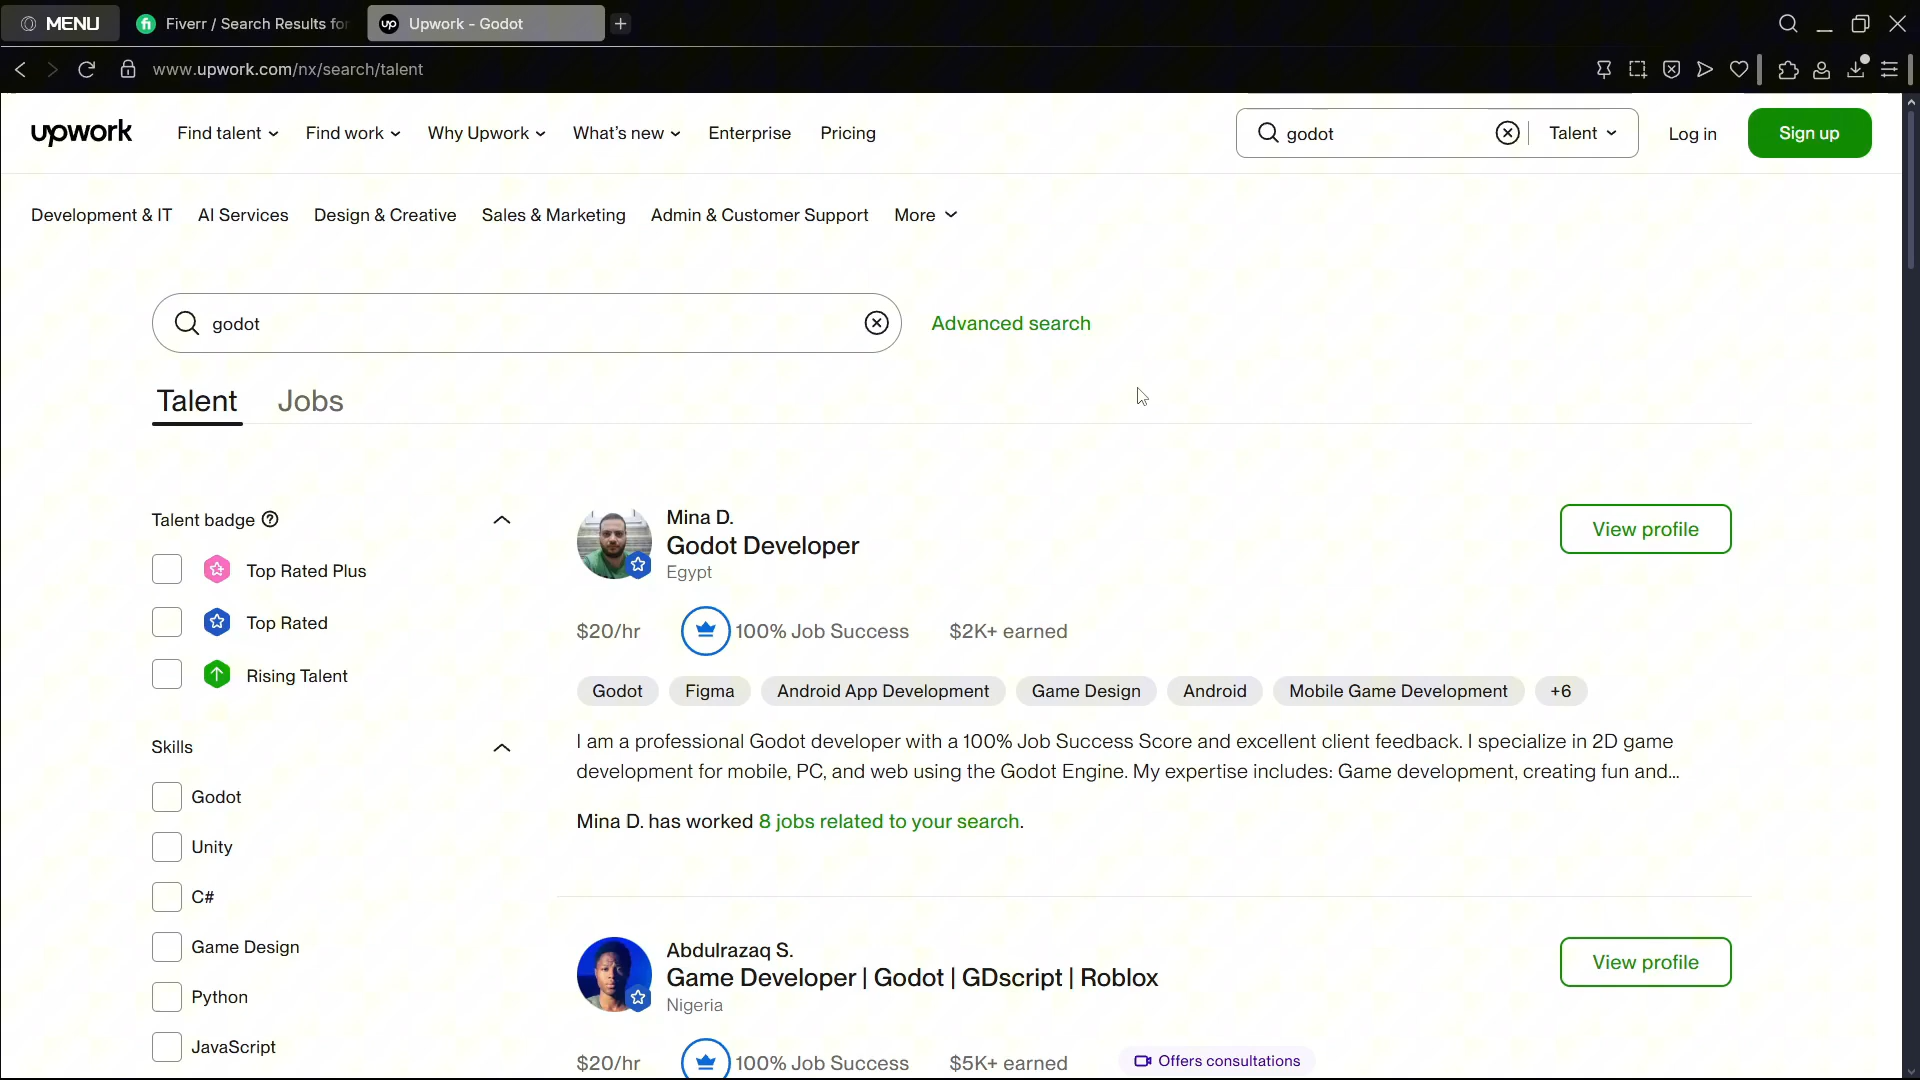 MENU
Fiverr / Search Results for
Upwork - Godot
www.upwork.com/nx/search/talent
upwork
Find talent
Find work
Why Upwork
What's new
Enterprise
Pricing
godot
Talent
Log in
Sign up
Development & IT
AI Services
Design & Creative
Sales & Marketing
Admin & Customer Support
More
godot
Advanced search
Talent
Jobs
Talent badge
Top Rated Plus
Top Rated
Rising Talent
Skills
Godot
Unity
C#
Game Design
Python
JavaScript
Mina D.
Godot Developer
Egypt
View profile
$20/hr
100% Job Success
$2K+ earned
Godot
Figma
Android App Development
Game Design
Android
Mobile Game Development
+6
I am a professional Godot developer with a 100% Job Success Score and excellent client feedback. I specialize in 2D game
development for mobile, PC, and web using the Godot Engine. My expertise includes: Game development, creating fun and...
Mina D. has worked 8 jobs related to your search.
Abdulrazaq S.
Game Developer | Godot | GDscript | Roblox
Nigeria
View profile
$20/hr
100% Job Success
$5K+ earned
Offers consultations